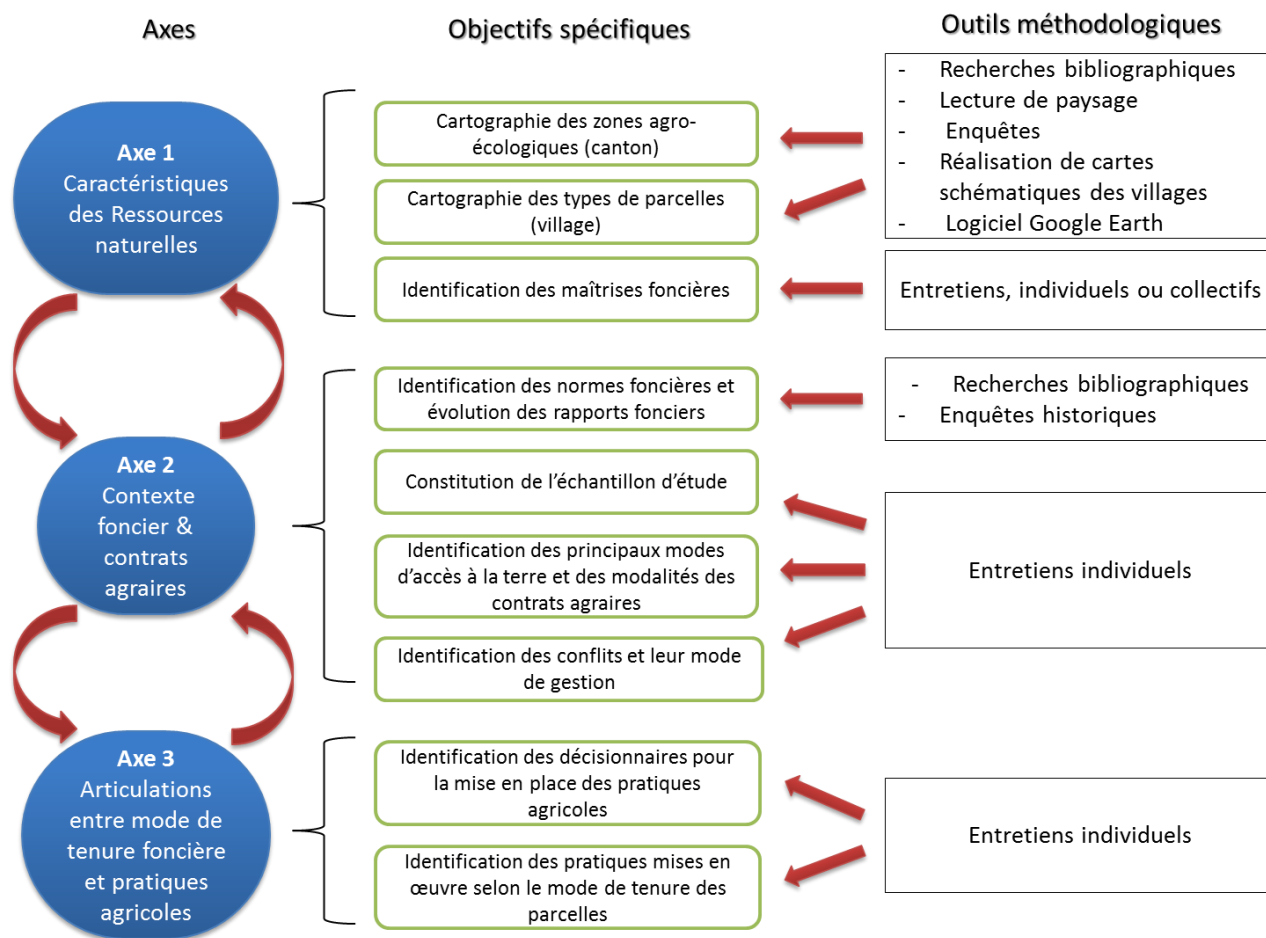 Axes
Objectifs spécifiques
Outils méthodologiques
Axe 1
Caractéristiques
des Ressources
naturelles
Cartographie des zones agro-
écologiques (canton)
Cartographie des types de parcelles
(village)
Identification des maîtrises foncières
- Recherches bibliographiques
- Lecture de paysage
- Enquêtes
- Réalisation de cartes
schématiques des villages
- Logiciel Google Earth
Entretiens, individuels ou collectifs
Axe 2
Contexte
foncier &
contrats
agraires
Identification des normes foncières et
évolution des rapports fonciers
Constitution de l’échantillon d’étude
Identification des principaux modes
d’accès à la terre et des modalités des
contrats agraires
Identification des conflits et leur mode
de gestion
- Recherches bibliographiques
- Enquêtes historiques
Entretiens individuels
Axe 3
Articulations
entre mode de
tenure foncière
et pratiques
agricoles
Identification des décisionnaires pour
la mise en place des pratiques
agricoles
Identification des pratiques mises en
œuvre selon le mode de tenure des
parcelles
Entretiens individuels